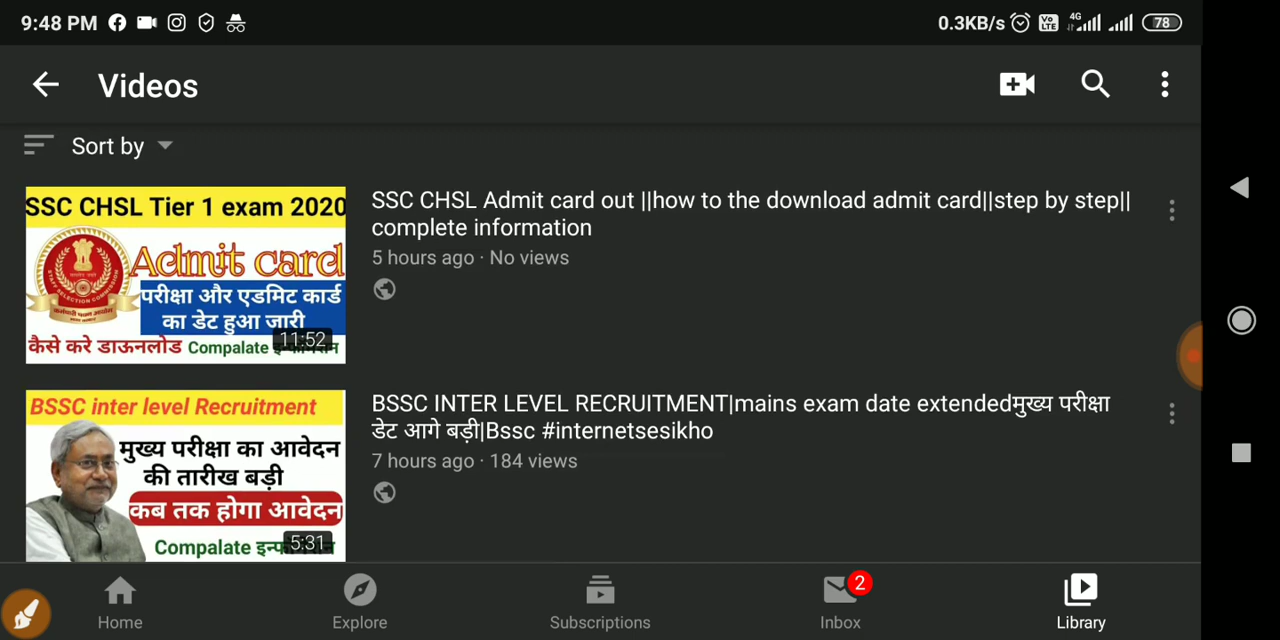 9:48 PM
0.3KB/s Vo LTE 4G 78
Videos
Sort by
SSC CHSL Tier 1 exam 2020
Admit card
परीक्षा और एडमिट कार्ड
का डेट हुआ जारी
11:52
कैसे करे डाऊनलोड Compalate
SSC CHSL Admit card out ||how to the download admit card||step by step||
complete information
5 hours ago · No views
BSSC inter level Recruitment
मुख्य परीक्षा का आवेदन
की तारीख बड़ी
कब तक होगा आवेदन
5:31
Compalate
BSSC INTER LEVEL RECRUITMENT|mains exam date extendedमुख्य परीक्षा
डेट आगे बड़ी|Bssc #internetsesikho
7 hours ago · 184 views
Home
Explore
Subscriptions
2
Inbox
Library